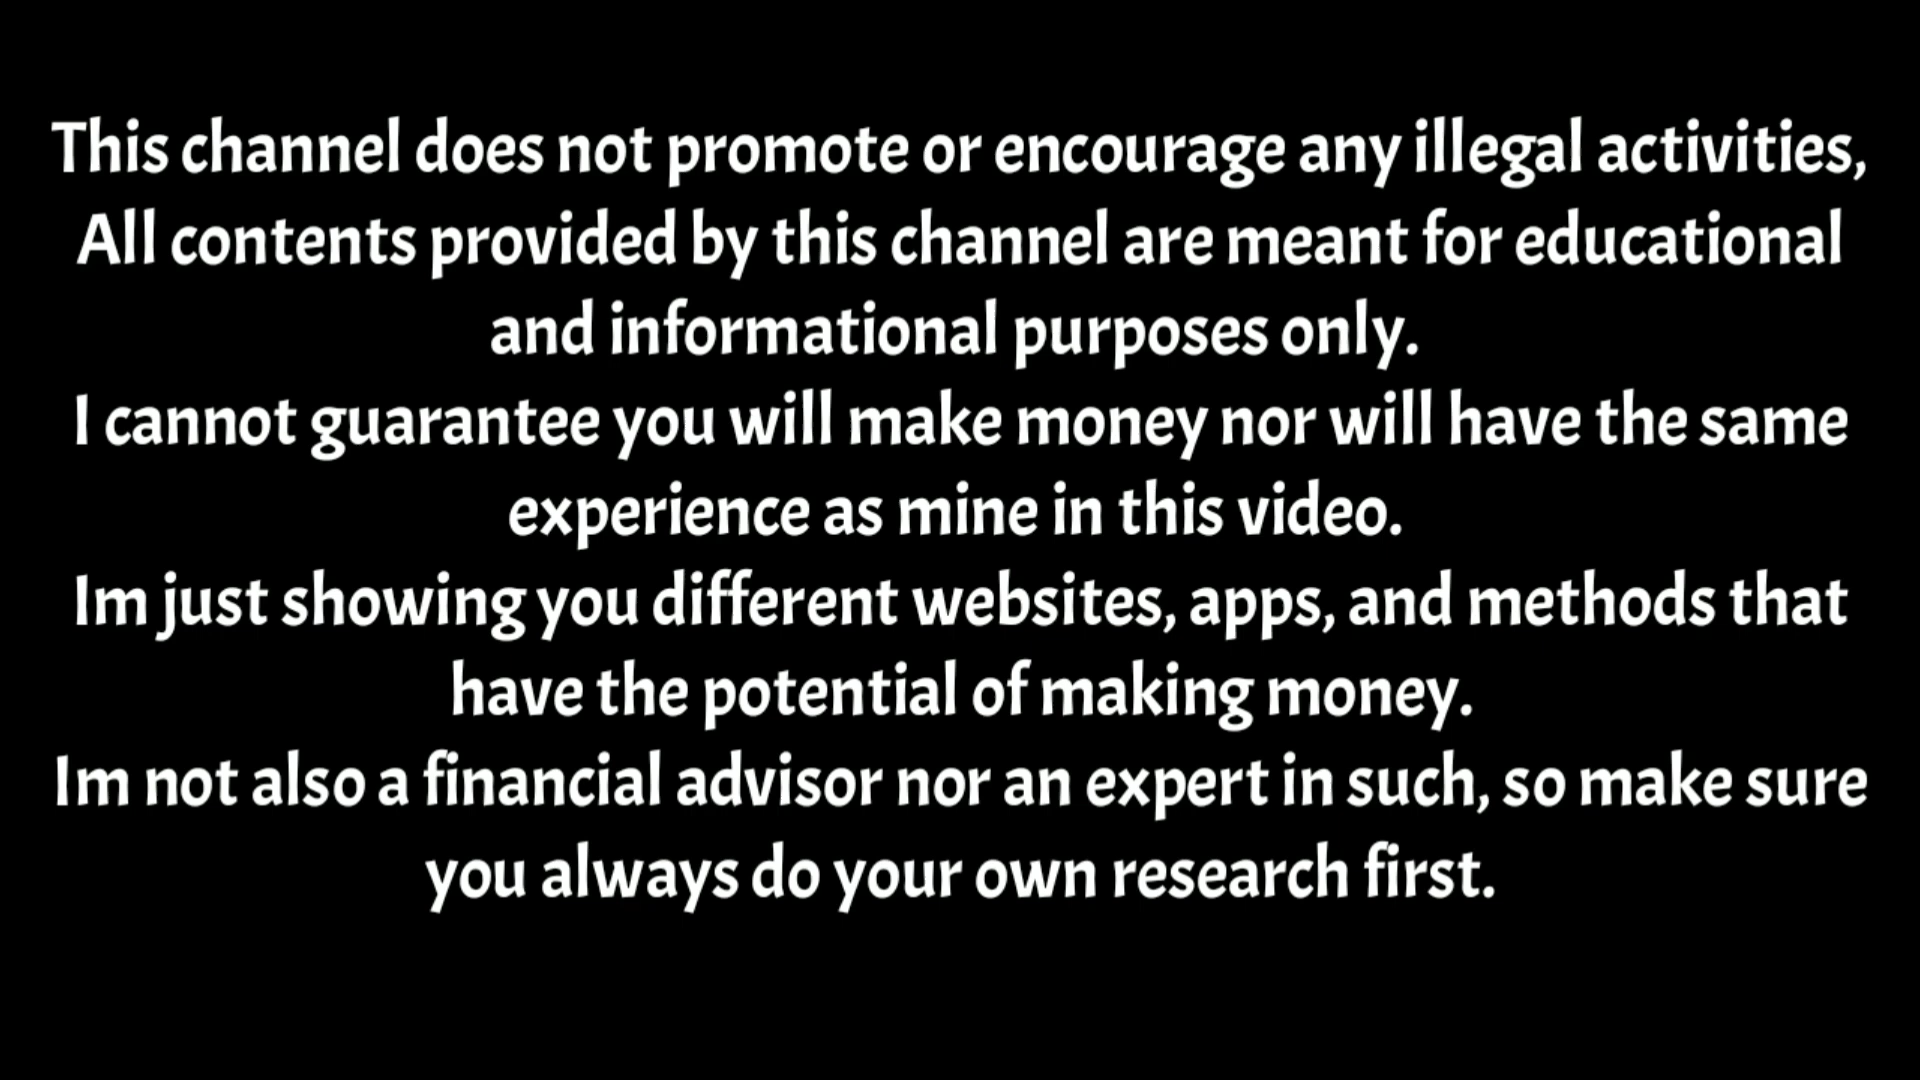 This channel does not promote or encourage any illegal activities,
All contents provided by this channel are meant for educational
and informational purposes only.
I cannot guarantee you will make money nor will have the same
experience as mine in this video.
Im just showing you different websites, apps, and methods that
have the potential of making money.
Im not also a financial advisor nor an expert in such, so make sure
you always do your own research first.